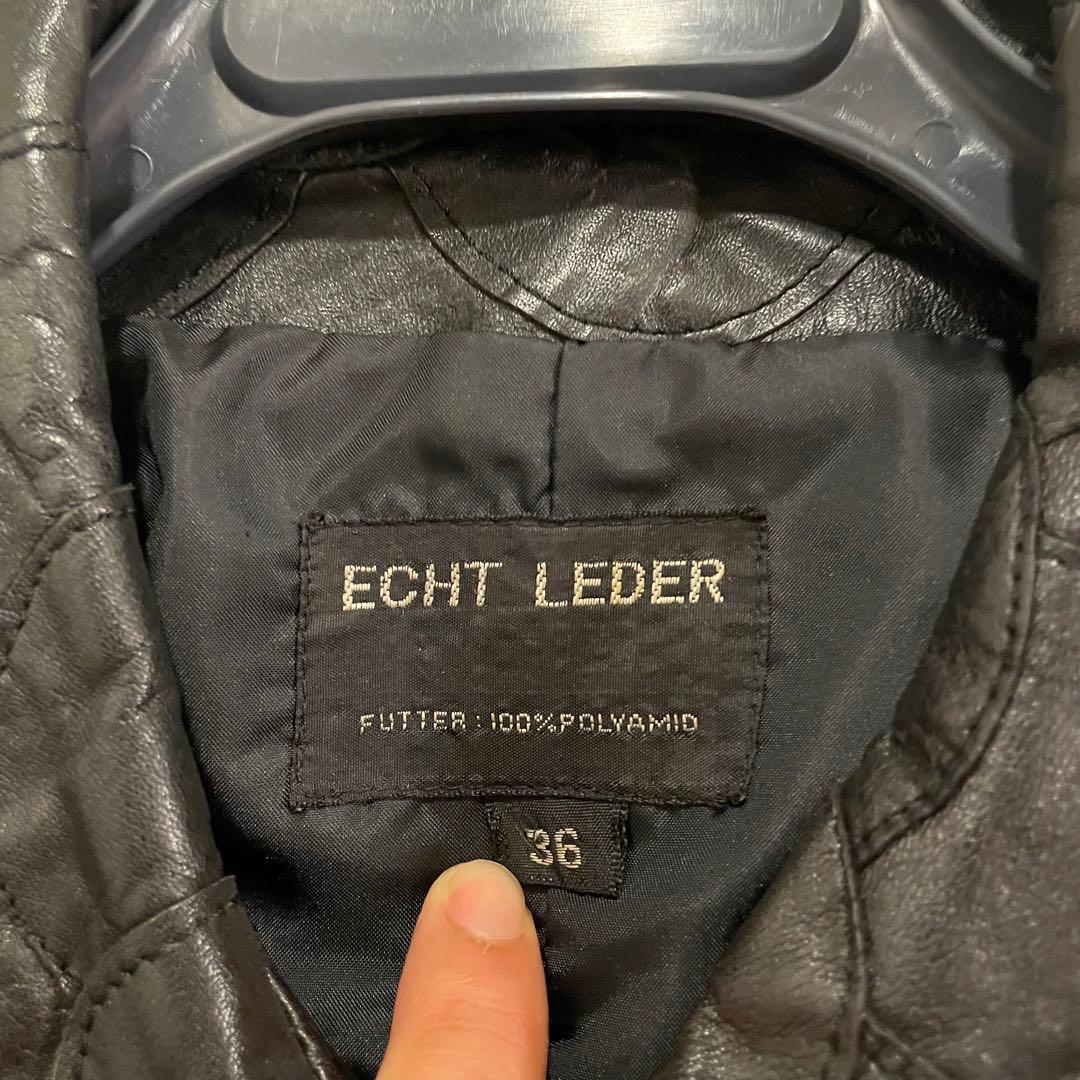 ECHT LEDER
FUTTER : 100% POLYAMID
36